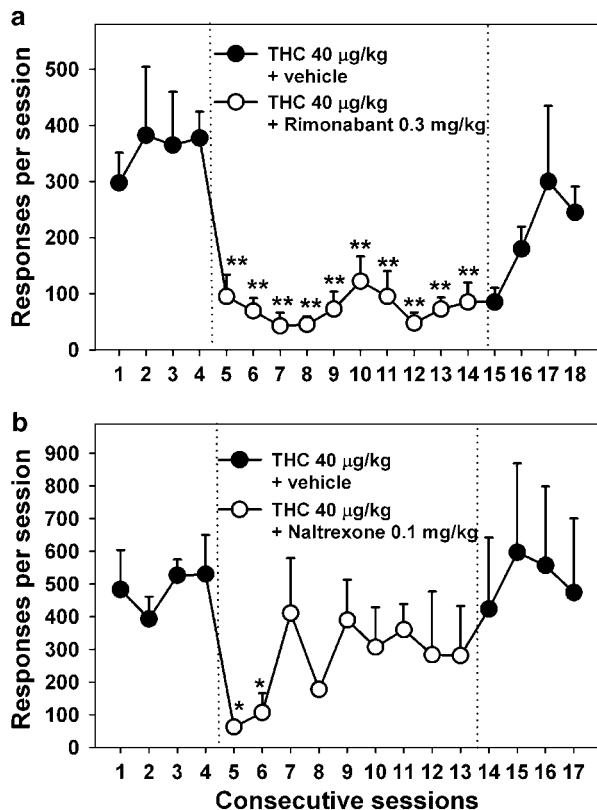 a
Responses per session
500
400
300
200
100
0
THC 40 µg/kg
+ vehicle
THC 40 µg/kg
+ Rimonabant 0.3 mg/kg
** ** ** ** ** ** ** ** ** **
1 2 3 4 5 6 7 8 9 10 11 12 13 14 15 16 17 18
b
Responses per session
900
800
700
600
500
400
300
200
100
0
THC 40 µg/kg
+ vehicle
THC 40 µg/kg
+ Naltrexone 0.1 mg/kg
* *
1 2 3 4 5 6 7 8 9 10 11 12 13 14 15 16 17
Consecutive sessions